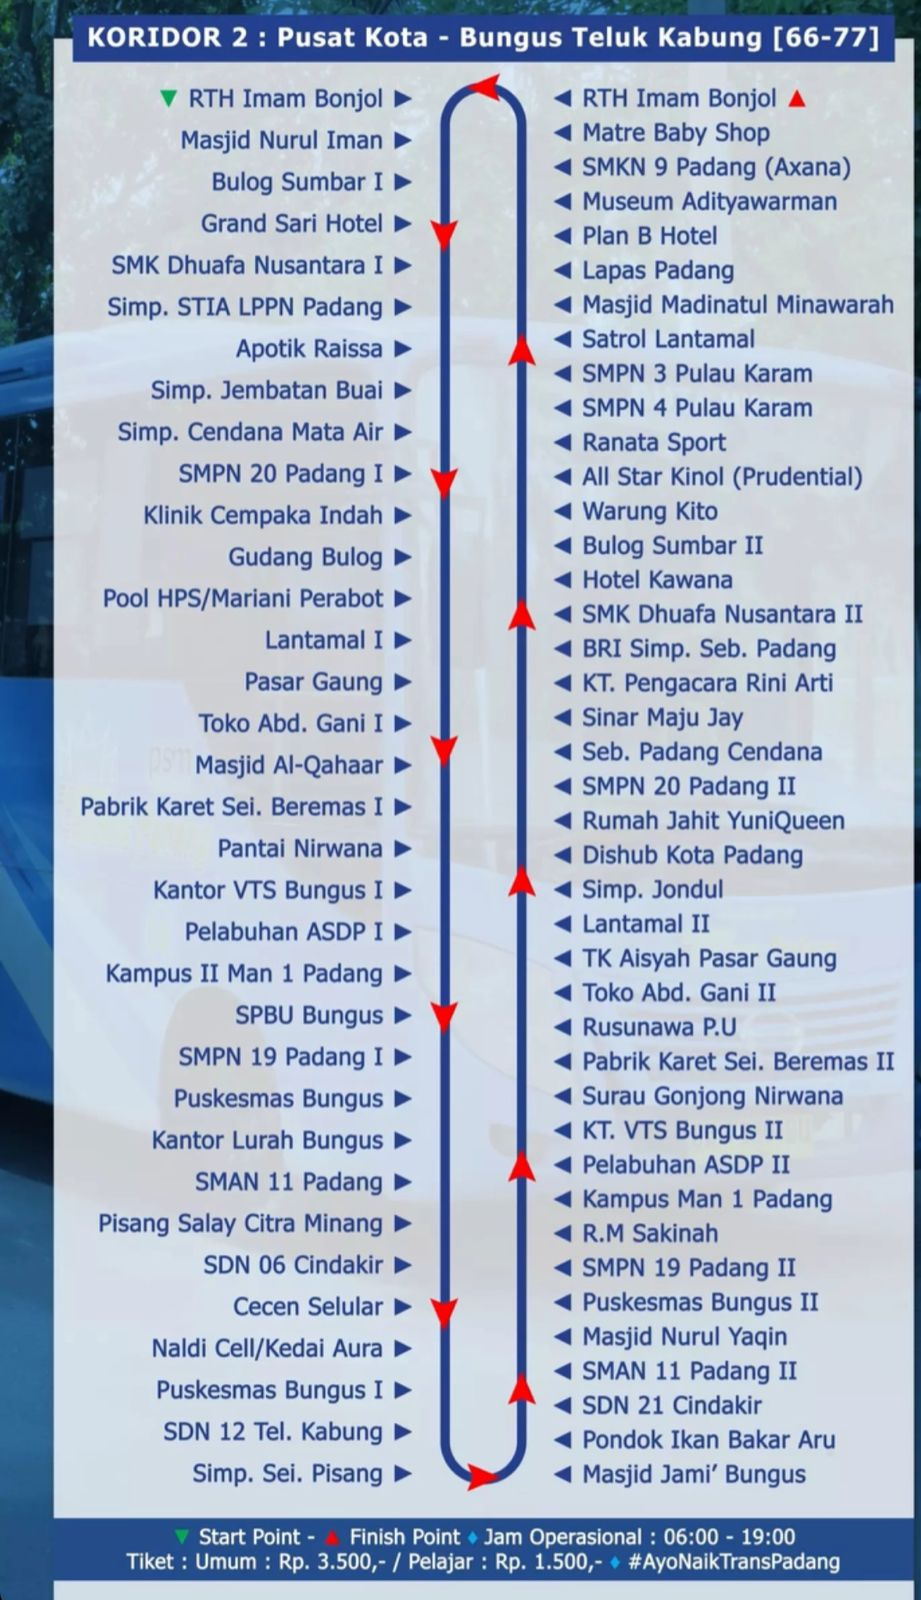 KORIDOR 2 : Pusat Kota - Bungus Teluk Kabung [66-77]
RTH Imam Bonjol
Masjid Nurul Iman
Bulog Sumbar I
Grand Sari Hotel
SMK Dhuafa Nusantara I
Simp. STIA LPPN Padang
Apotik Raissa
Simp. Jembatan Buai
Simp. Cendana Mata Air
SMPN 20 Padang I
Klinik Cempaka Indah
Gudang Bulog
Pool HPS/Mariani Perabot
Lantamal I
Pasar Gaung
Toko Abd. Gani I
Masjid Al-Qahaar
Pabrik Karet Sei. Beremas I
Pantai Nirwana
Kantor VTS Bungus I
Pelabuhan ASDP I
Kampus II Man 1 Padang
SPBU Bungus
SMPN 19 Padang I
Puskesmas Bungus
Kantor Lurah Bungus
SMAN 11 Padang
Pisang Salay Citra Minang
SDN 06 Cindakir
Cecen Selular
Naldi Cell/Kedai Aura
Puskesmas Bungus I
SDN 12 Tel. Kabung
Simp. Sei. Pisang
RTH Imam Bonjol
Matre Baby Shop
SMKN 9 Padang (Axana)
Museum Adityawarman
Plan B Hotel
Lapas Padang
Masjid Madinatul Minawarah
Satrol Lantamal
SMPN 3 Pulau Karam
SMPN 4 Pulau Karam
Ranata Sport
All Star Kinol (Prudential)
Warung Kito
Bulog Sumbar II
Hotel Kawana
SMK Dhuafa Nusantara II
BRI Simp. Seb. Padang
KT. Pengacara Rini Arti
Sinar Maju Jay
Seb. Padang Cendana
SMPN 20 Padang II
Rumah Jahit YuniQueen
Dishub Kota Padang
Simp. Jondul
Lantamal II
TK Aisyah Pasar Gaung
Toko Abd. Gani II
Rusunawa P.U
Pabrik Karet Sei. Beremas II
Surau Gonjong Nirwana
KT. VTS Bungus II
Pelabuhan ASDP II
Kampus Man 1 Padang
R.M Sakinah
SMPN 19 Padang II
Puskesmas Bungus II
Masjid Nurul Yaqin
SMAN 11 Padang II
SDN 21 Cindakir
Pondok Ikan Bakar Aru
Masjid Jami' Bungus
Start Point - Finish Point Jam Operasional : 06:00 - 19:00
Tiket : Umum : Rp. 3.500,- / Pelajar : Rp. 1.500,- #AyoNaikTransPadang